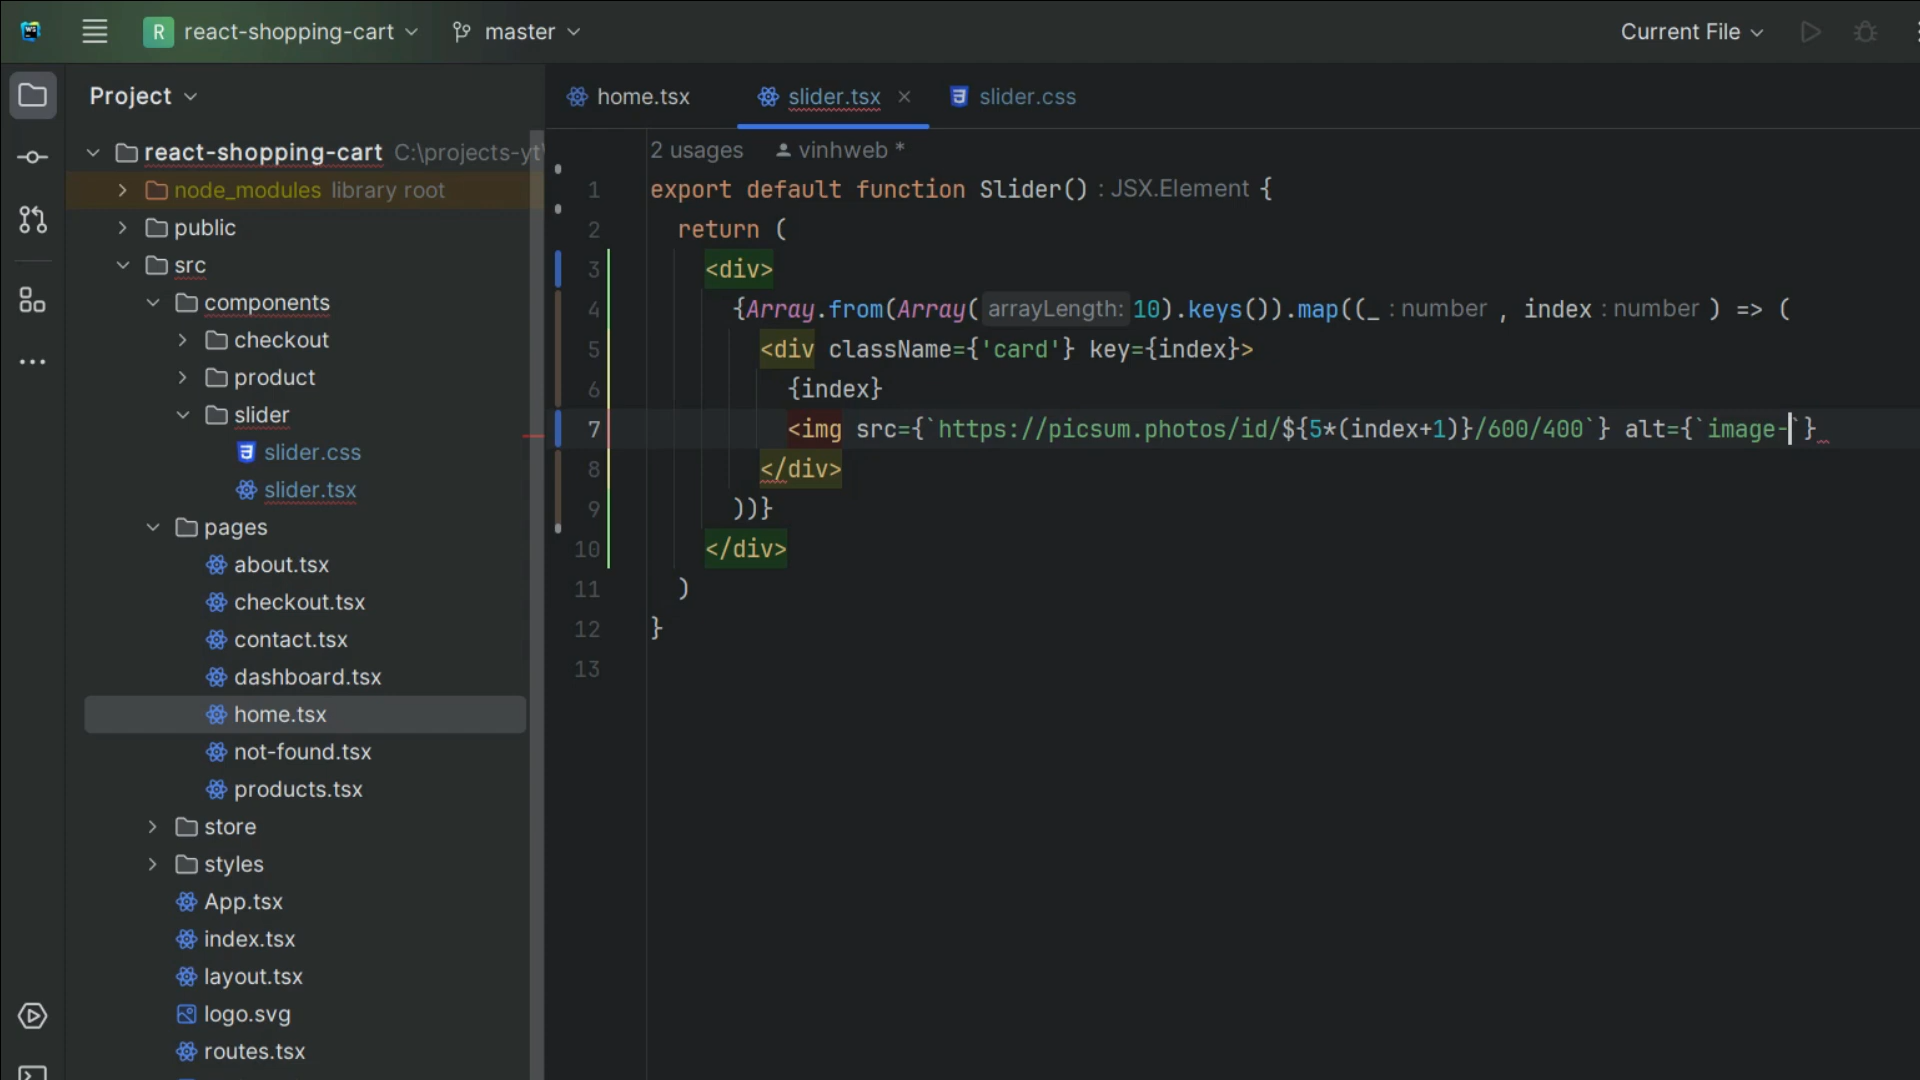 WS
R react-shopping-cart master Current File
Project
home.tsx slider.tsx slider.css
react-shopping-cart C:\projects-yt\
node_modules library root
public
src
components
checkout
product
slider
slider.css
slider.tsx
pages
about.tsx
checkout.tsx
contact.tsx
dashboard.tsx
home.tsx
not-found.tsx
products.tsx
store
styles
App.tsx
index.tsx
layout.tsx
logo.svg
routes.tsx
2 usages vinhweb *
1 export default function Slider() : JSX.Element {
2 return (
3 <div>
4 {Array.from(Array( arrayLength: 10).keys()).map((_ : number , index : number ) => (
5 <div className={'card'} key={index}>
6 {index}
7 <img src={`https://picsum.photos/id/${5*(index+1)}/600/400`} alt={`image-`}
8 </div>
9 ))}
10 </div>
11 )
12 }
13